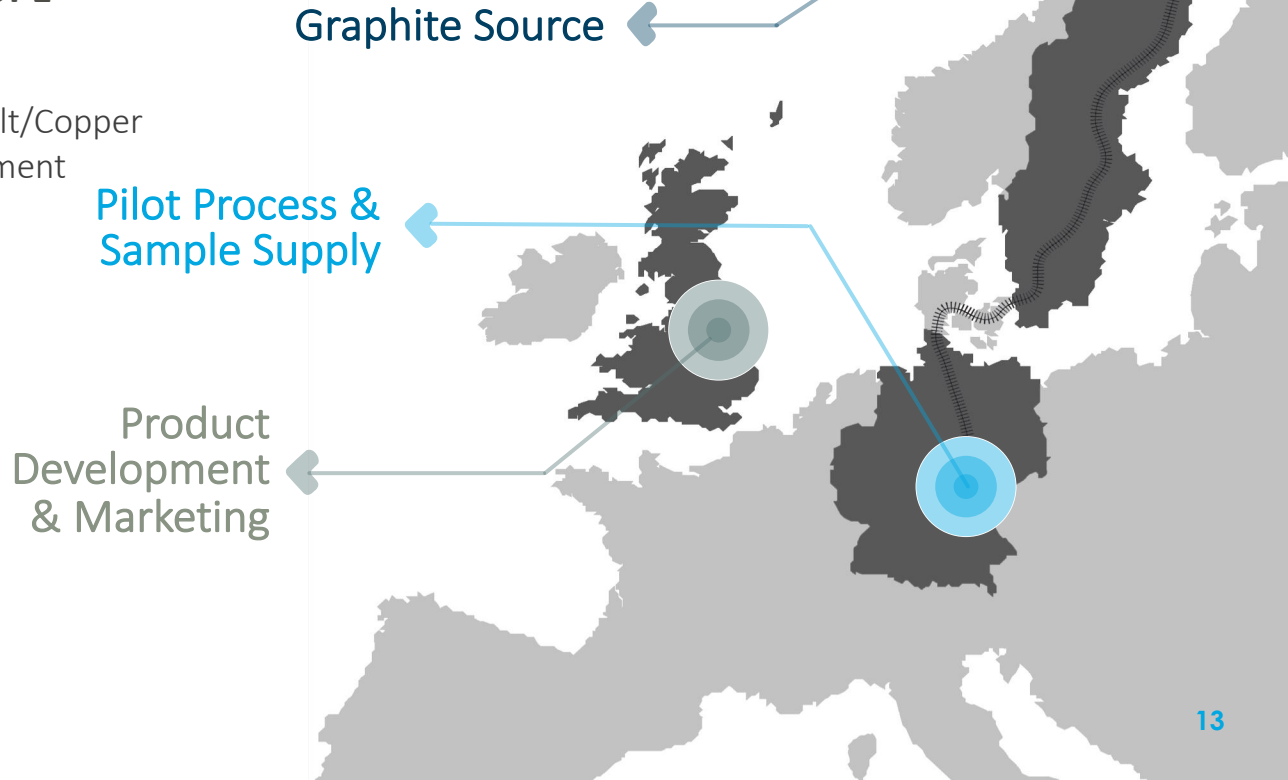 Graphite Source
lt/Copper
ment
Pilot Process &
Sample Supply
Product
Development
& Marketing
13